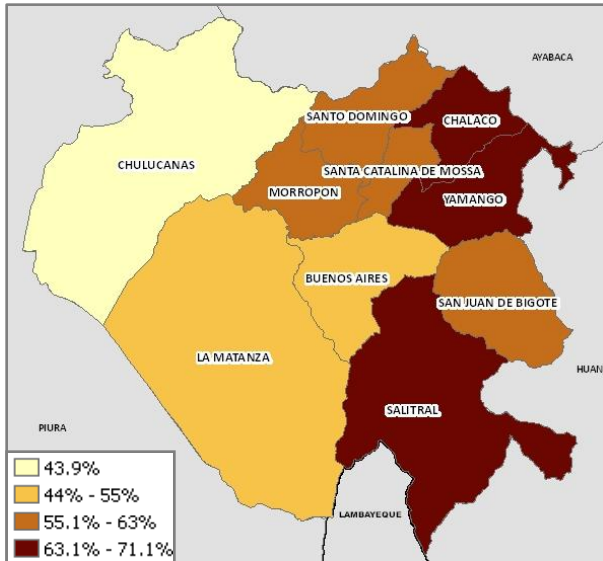 AYABACA
SANTO DOMINGO
CHALACO
CHULUCANAS
SANTA CATALINA DE MOSSA
MORROPON
YAMANGO
BUENOS AIRES
SAN JUAN DE BIGOTE
LA MATANZA
HUAN
SALITRAL
PIURA
LAMBAYEQUE
43.9%
44% - 55%
55.1% - 63%
63.1% - 71.1%